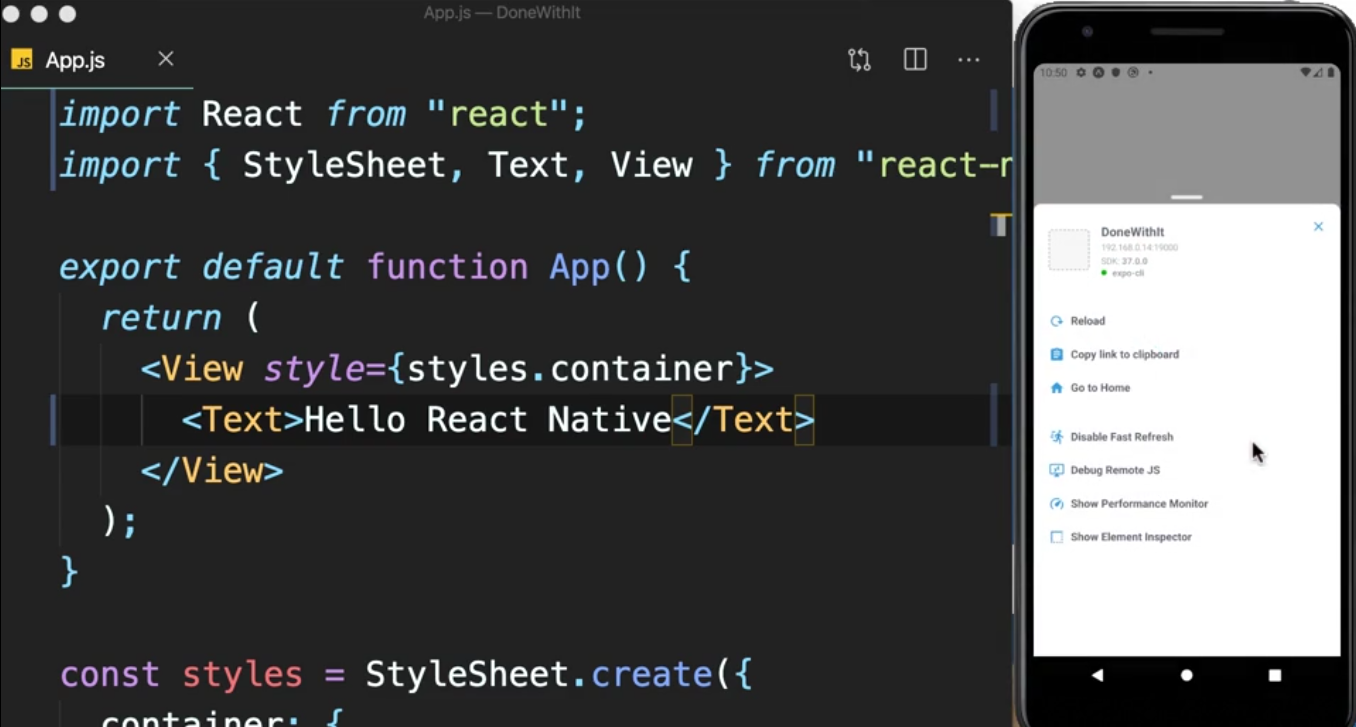 App.js — DoneWithIt
JS App.js
import React from "react";
import { StyleSheet, Text, View } from "react-n
export default function App() {
return (
<View style={styles.container}>
<Text>Hello React Native</Text>
</View>
);
}
const styles = StyleSheet.create({
container: {
10:50
DoneWithIt
192.168.0.14:19000
SDK: 37.0.0
expo-cli
Reload
Copy link to clipboard
Go to Home
Disable Fast Refresh
Debug Remote JS
Show Performance Monitor
Show Element Inspector